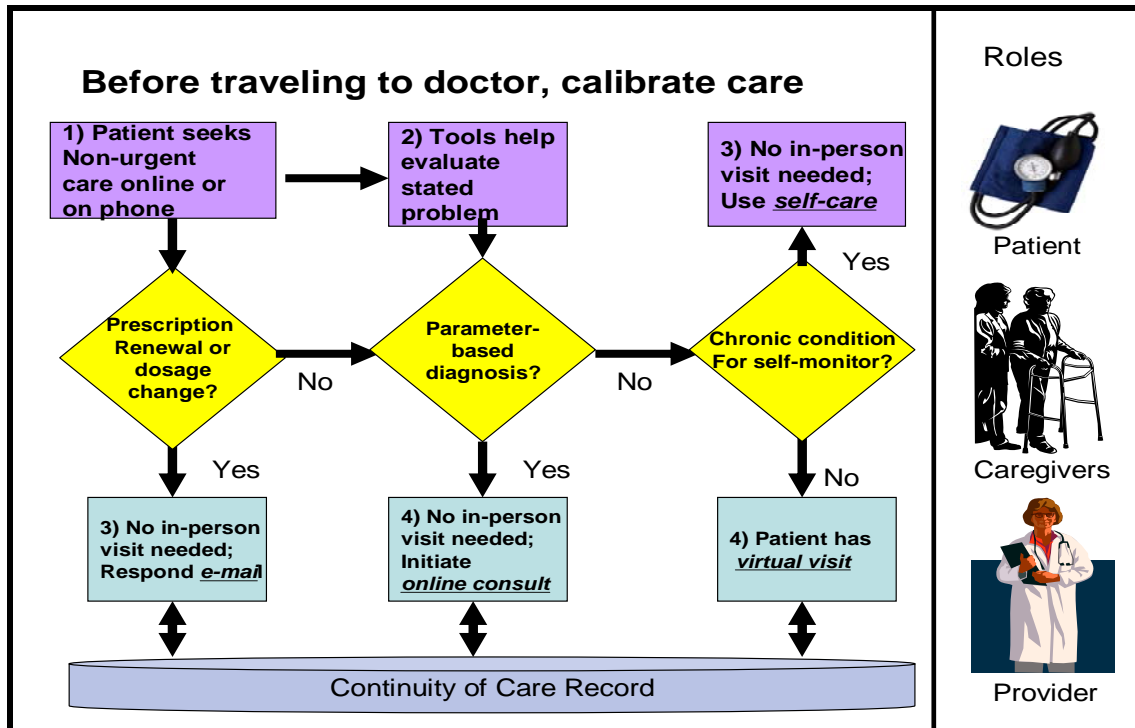 Before traveling to doctor, calibrate care
1) Patient seeks
Non-urgent
care online or
on phone
2) Tools help
evaluate
stated
problem
3) No in-person
visit needed;
Use self-care
Yes
Prescription
Renewal or
dosage
change?
No
Parameter-
based
diagnosis?
No
Chronic condition
For self-monitor?
Yes
Yes
No
3) No in-person
visit needed;
Respond e-mail
4) No in-person
visit needed;
Initiate
online consult
4) Patient has
virtual visit
Continuity of Care Record
Roles
Patient
Caregivers
Provider